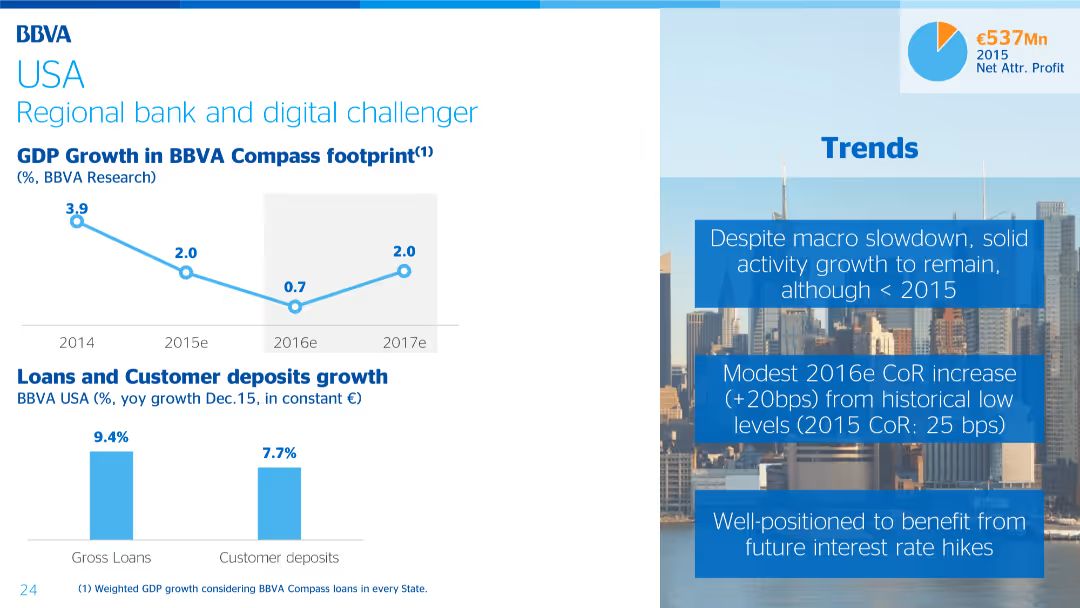 BBVA
USA
Regional bank and digital challenger
GDP Growth in BBVA Compass footprint(1)
(%, BBVA Research)
3.9
2.0
0.7
2.0
2014
2015e
2016e
2017e
Loans and Customer deposits growth
BBVA USA (%, yoy growth Dec.15, in constant €)
9.4%
7.7%
Gross Loans
Customer deposits
24
(1) Weighted GDP growth considering BBVA Compass loans in every State.
€537Mn
2015
Net Attr. Profit
Trends
Despite macro slowdown, solid
activity growth to remain,
although < 2015
Modest 2016e CoR increase
(+20bps) from historical low
levels (2015 CoR: 25 bps)
Well-positioned to benefit from
future interest rate hikes